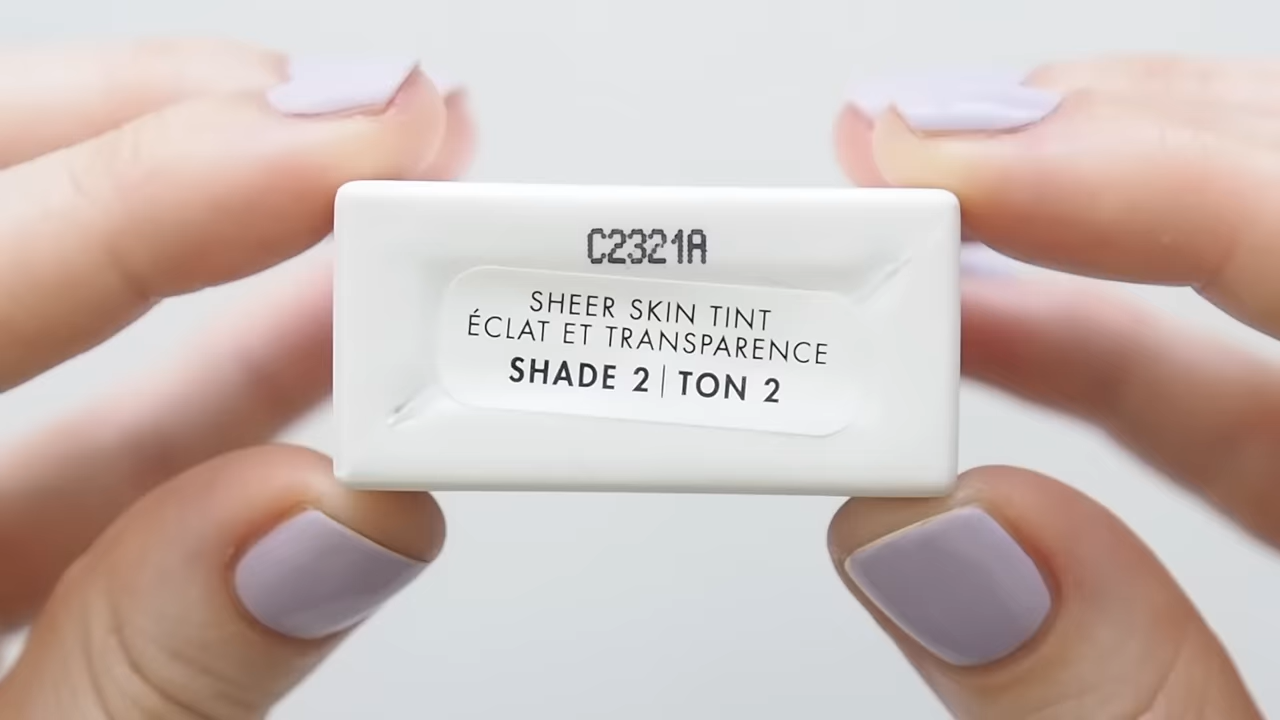 C2321A
SHEER SKIN TINT
ÉCLAT ET TRANSPARENCE
SHADE 2 | TON 2